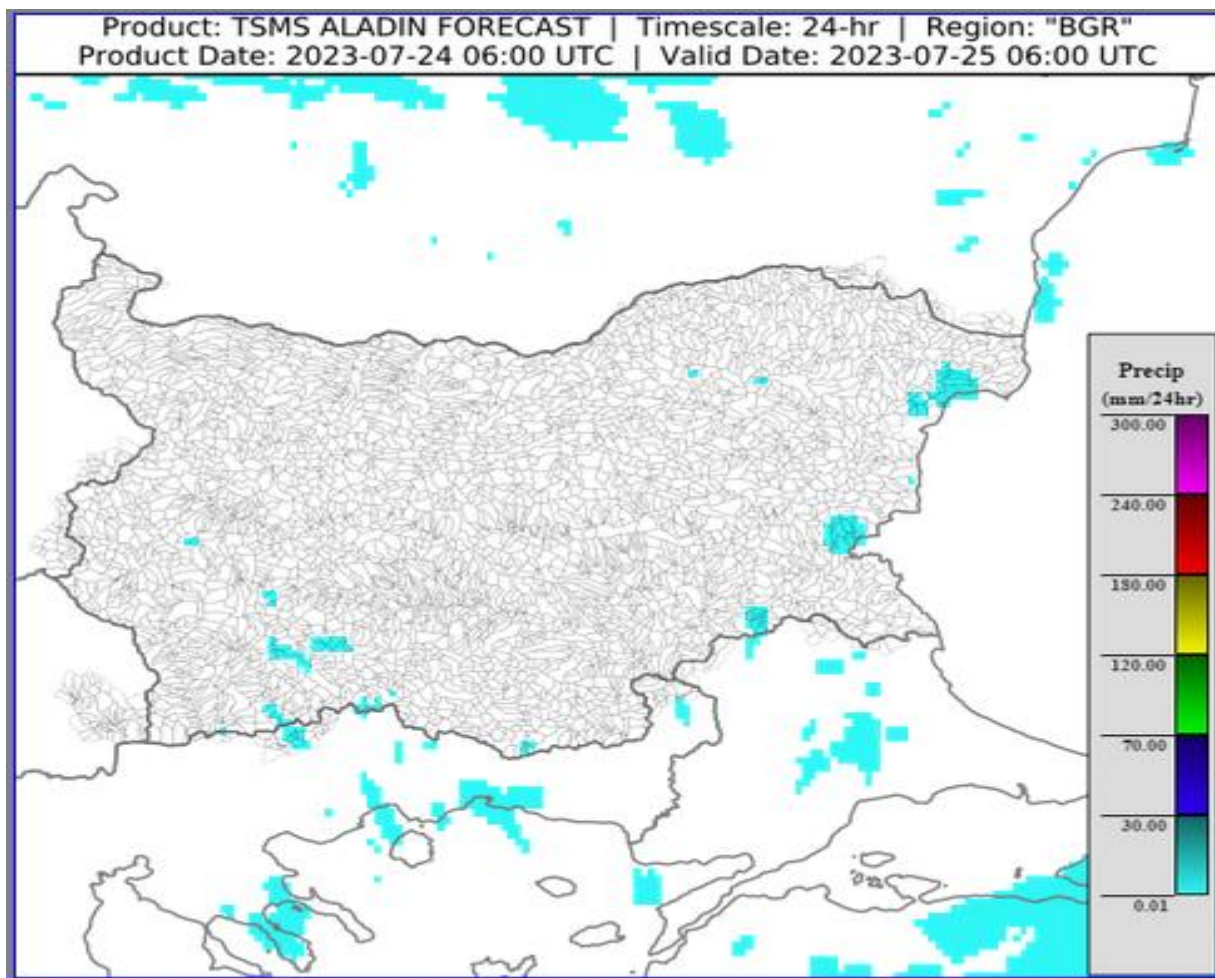 Product: TSMS ALADIN FORECAST | Timescale: 24-hr | Region: "BGR"
Product Date: 2023-07-24 06:00 UTC | Valid Date: 2023-07-25 06:00 UTC
Precip
(mm/24hr)
300.00
240.00
180.00
120.00
70.00
30.00
0.01